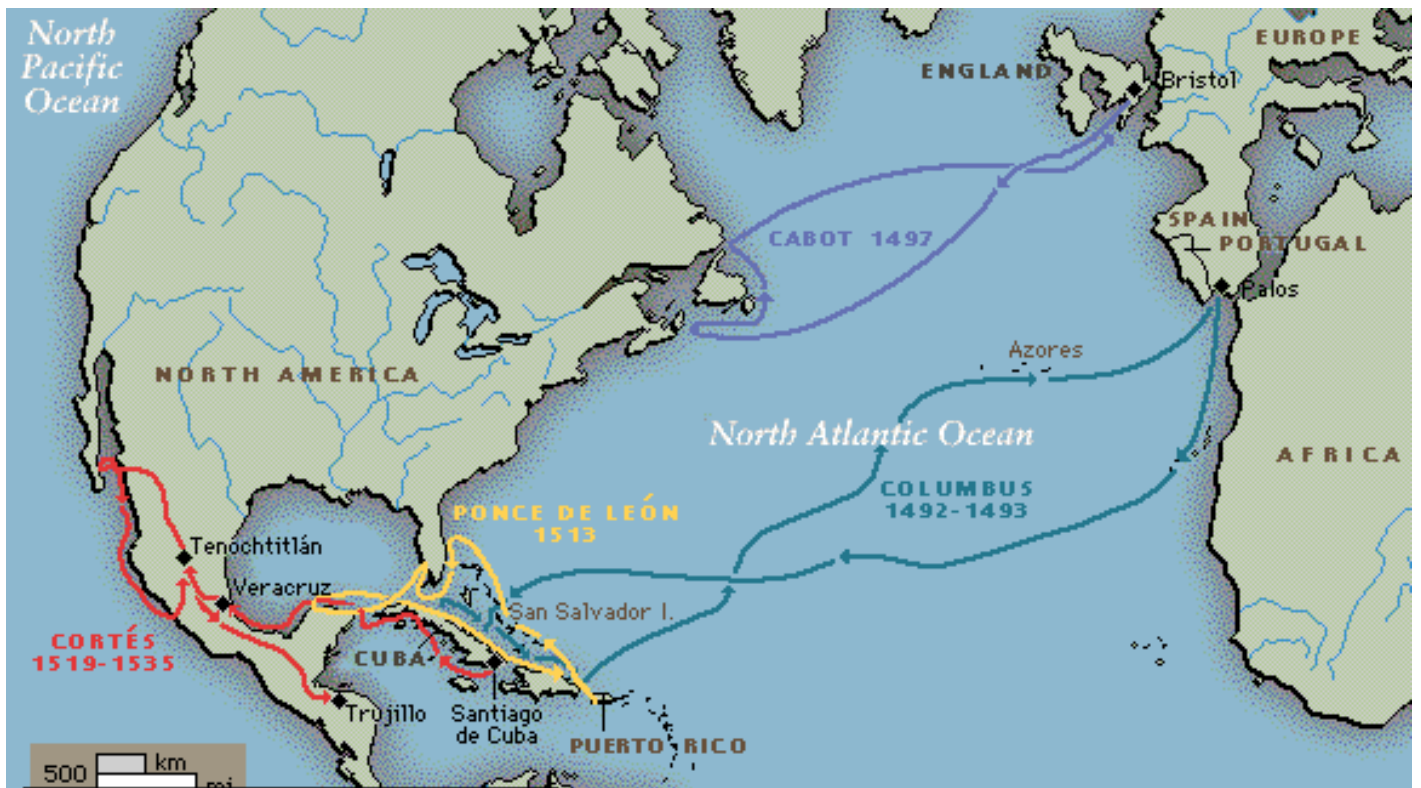 North
Pacific
Ocean
EUROPE
ENGLAND
Bristol
SPAIN
PORTUGAL
CABOT 1497
Palos
Azores
NORTH AMERICA
North Atlantic Ocean
AFRICA
COLUMBUS
1492-1493
PONCE DE LEÓN
1513
Tenochtitlán
Veracruz
San Salvador I.
CORTÉS
1519-1535
CUBA
Trujillo
Santiago
de Cuba
PUERTO RICO
500
km
mi